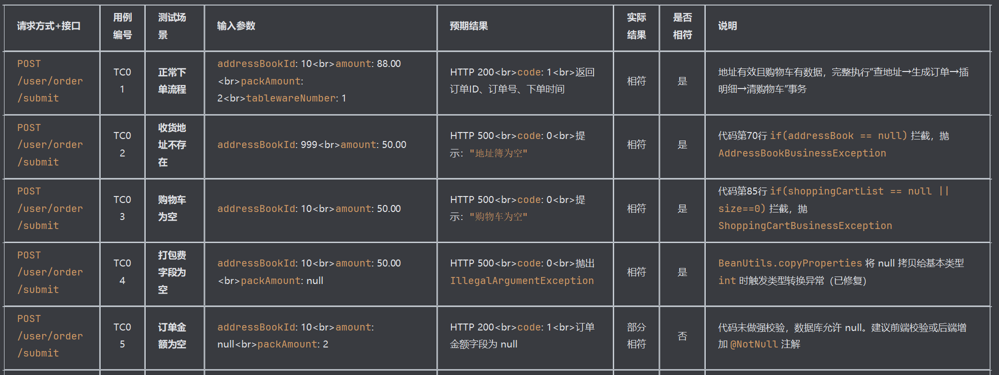 请求方式+接口
用例
编号
测试场
景
输入参数
预期结果
实际
结果
是否
相符
说明
POST
/user/order
/submit
TC0
1
正常下
单流程
addressBookId: 10<br>amount: 88.00
<br>packAmount:
2<br>tablewareNumber: 1
HTTP 200<br>code: 1<br>返回
订单ID、订单号、下单时间
相符
是
地址有效且购物车有数据，完整执行“查地址→生成订单→插
明细→清购物车”事务
POST
/user/order
/submit
TC0
2
收货地
址不存
在
addressBookId: 999<br>amount: 50.00
HTTP 500<br>code: 0<br>提
示："地址簿为空"
相符
是
代码第70行 if(addressBook == null) 拦截，抛
AddressBookBusinessException
POST
/user/order
/submit
TC0
3
购物车
为空
addressBookId: 10<br>amount: 50.00
HTTP 500<br>code: 0<br>提
示："购物车为空"
相符
是
代码第85行 if(shoppingCartList == null ||
size==0) 拦截，抛
ShoppingCartBusinessException
POST
/user/order
/submit
TC0
4
打包费
字段为
空
addressBookId: 10<br>amount: 50.00
<br>packAmount: null
HTTP 500<br>code: 0<br>抛出
IllegalArgumentException
相符
是
BeanUtils.copyProperties 将 null 拷贝给基本类型
int 时触发类型转换异常（已修复）
POST
/user/order
/submit
TC0
5
订单金
额为空
addressBookId: 10<br>amount:
null<br>packAmount: 2
HTTP 200<br>code: 1<br>订单
金额字段为 null
部分
相符
否
代码未做强校验，数据库允许 null。建议前端校验或后端增
加 @NotNull 注解